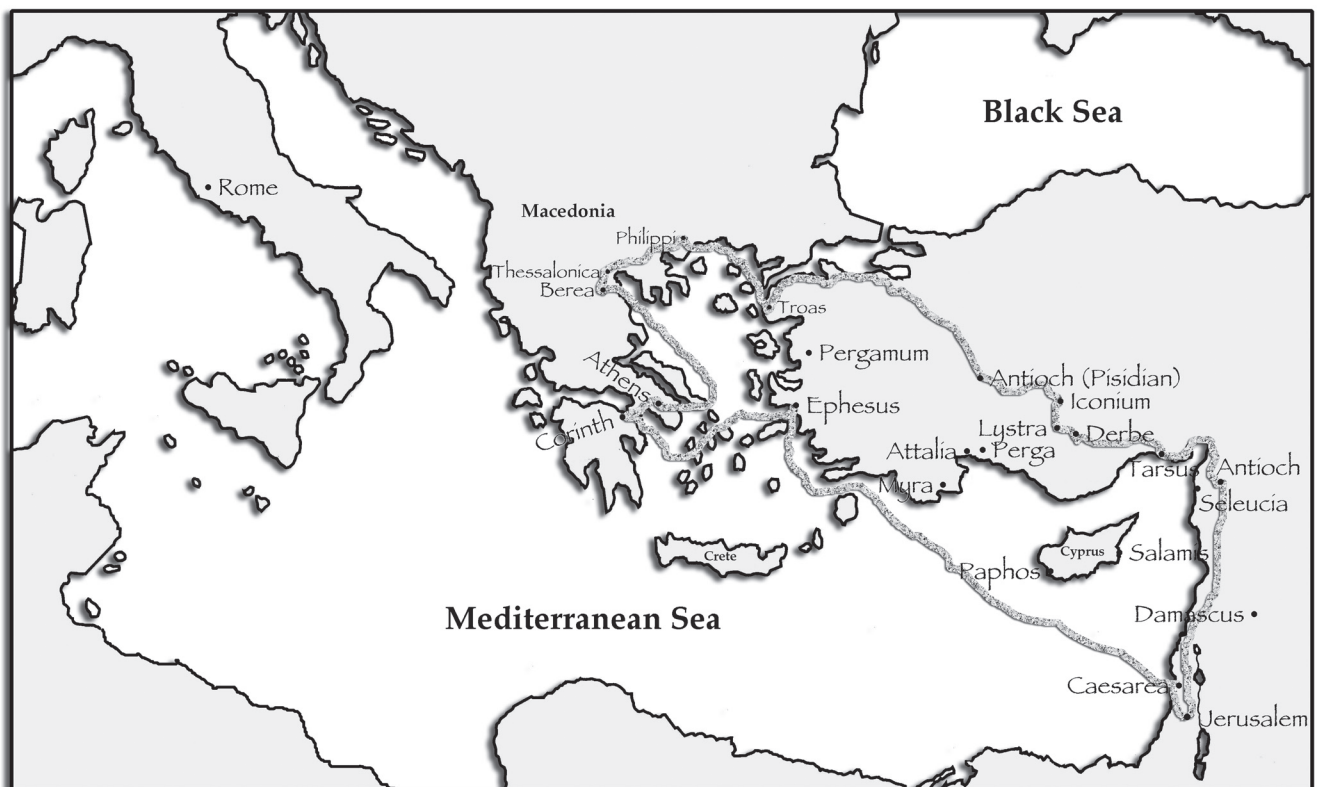 Black Sea
Rome
Macedonia
Philippi
Thessalonica
Berea
Troas
Pergamum
Athens
Antioch (Pisidian)
Iconium
Ephesus
Corinth
Lystra
Derbe
Attalia
Perga
Tarsus
Antioch
Myra
Seleucia
Crete
Cyprus
Salamis
Paphos
Mediterranean Sea
Damascus
Caesarea
Jerusalem